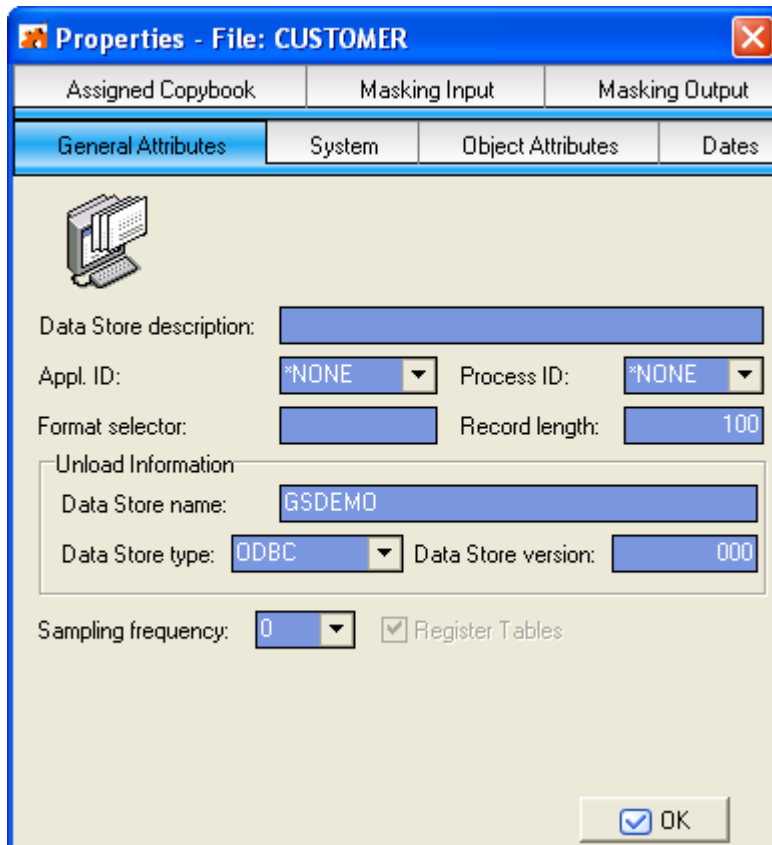 Properties - File: CUSTOMER
Assigned Copybook Masking Input Masking Output
General Attributes System Object Attributes Dates
Data Store description:
Appl. ID: *NONE Process ID: *NONE
Format selector: Record length: 100
Unload Information
Data Store name: GSDEMO
Data Store type: ODBC Data Store version: 000
Sampling frequency: 0 Register Tables
OK